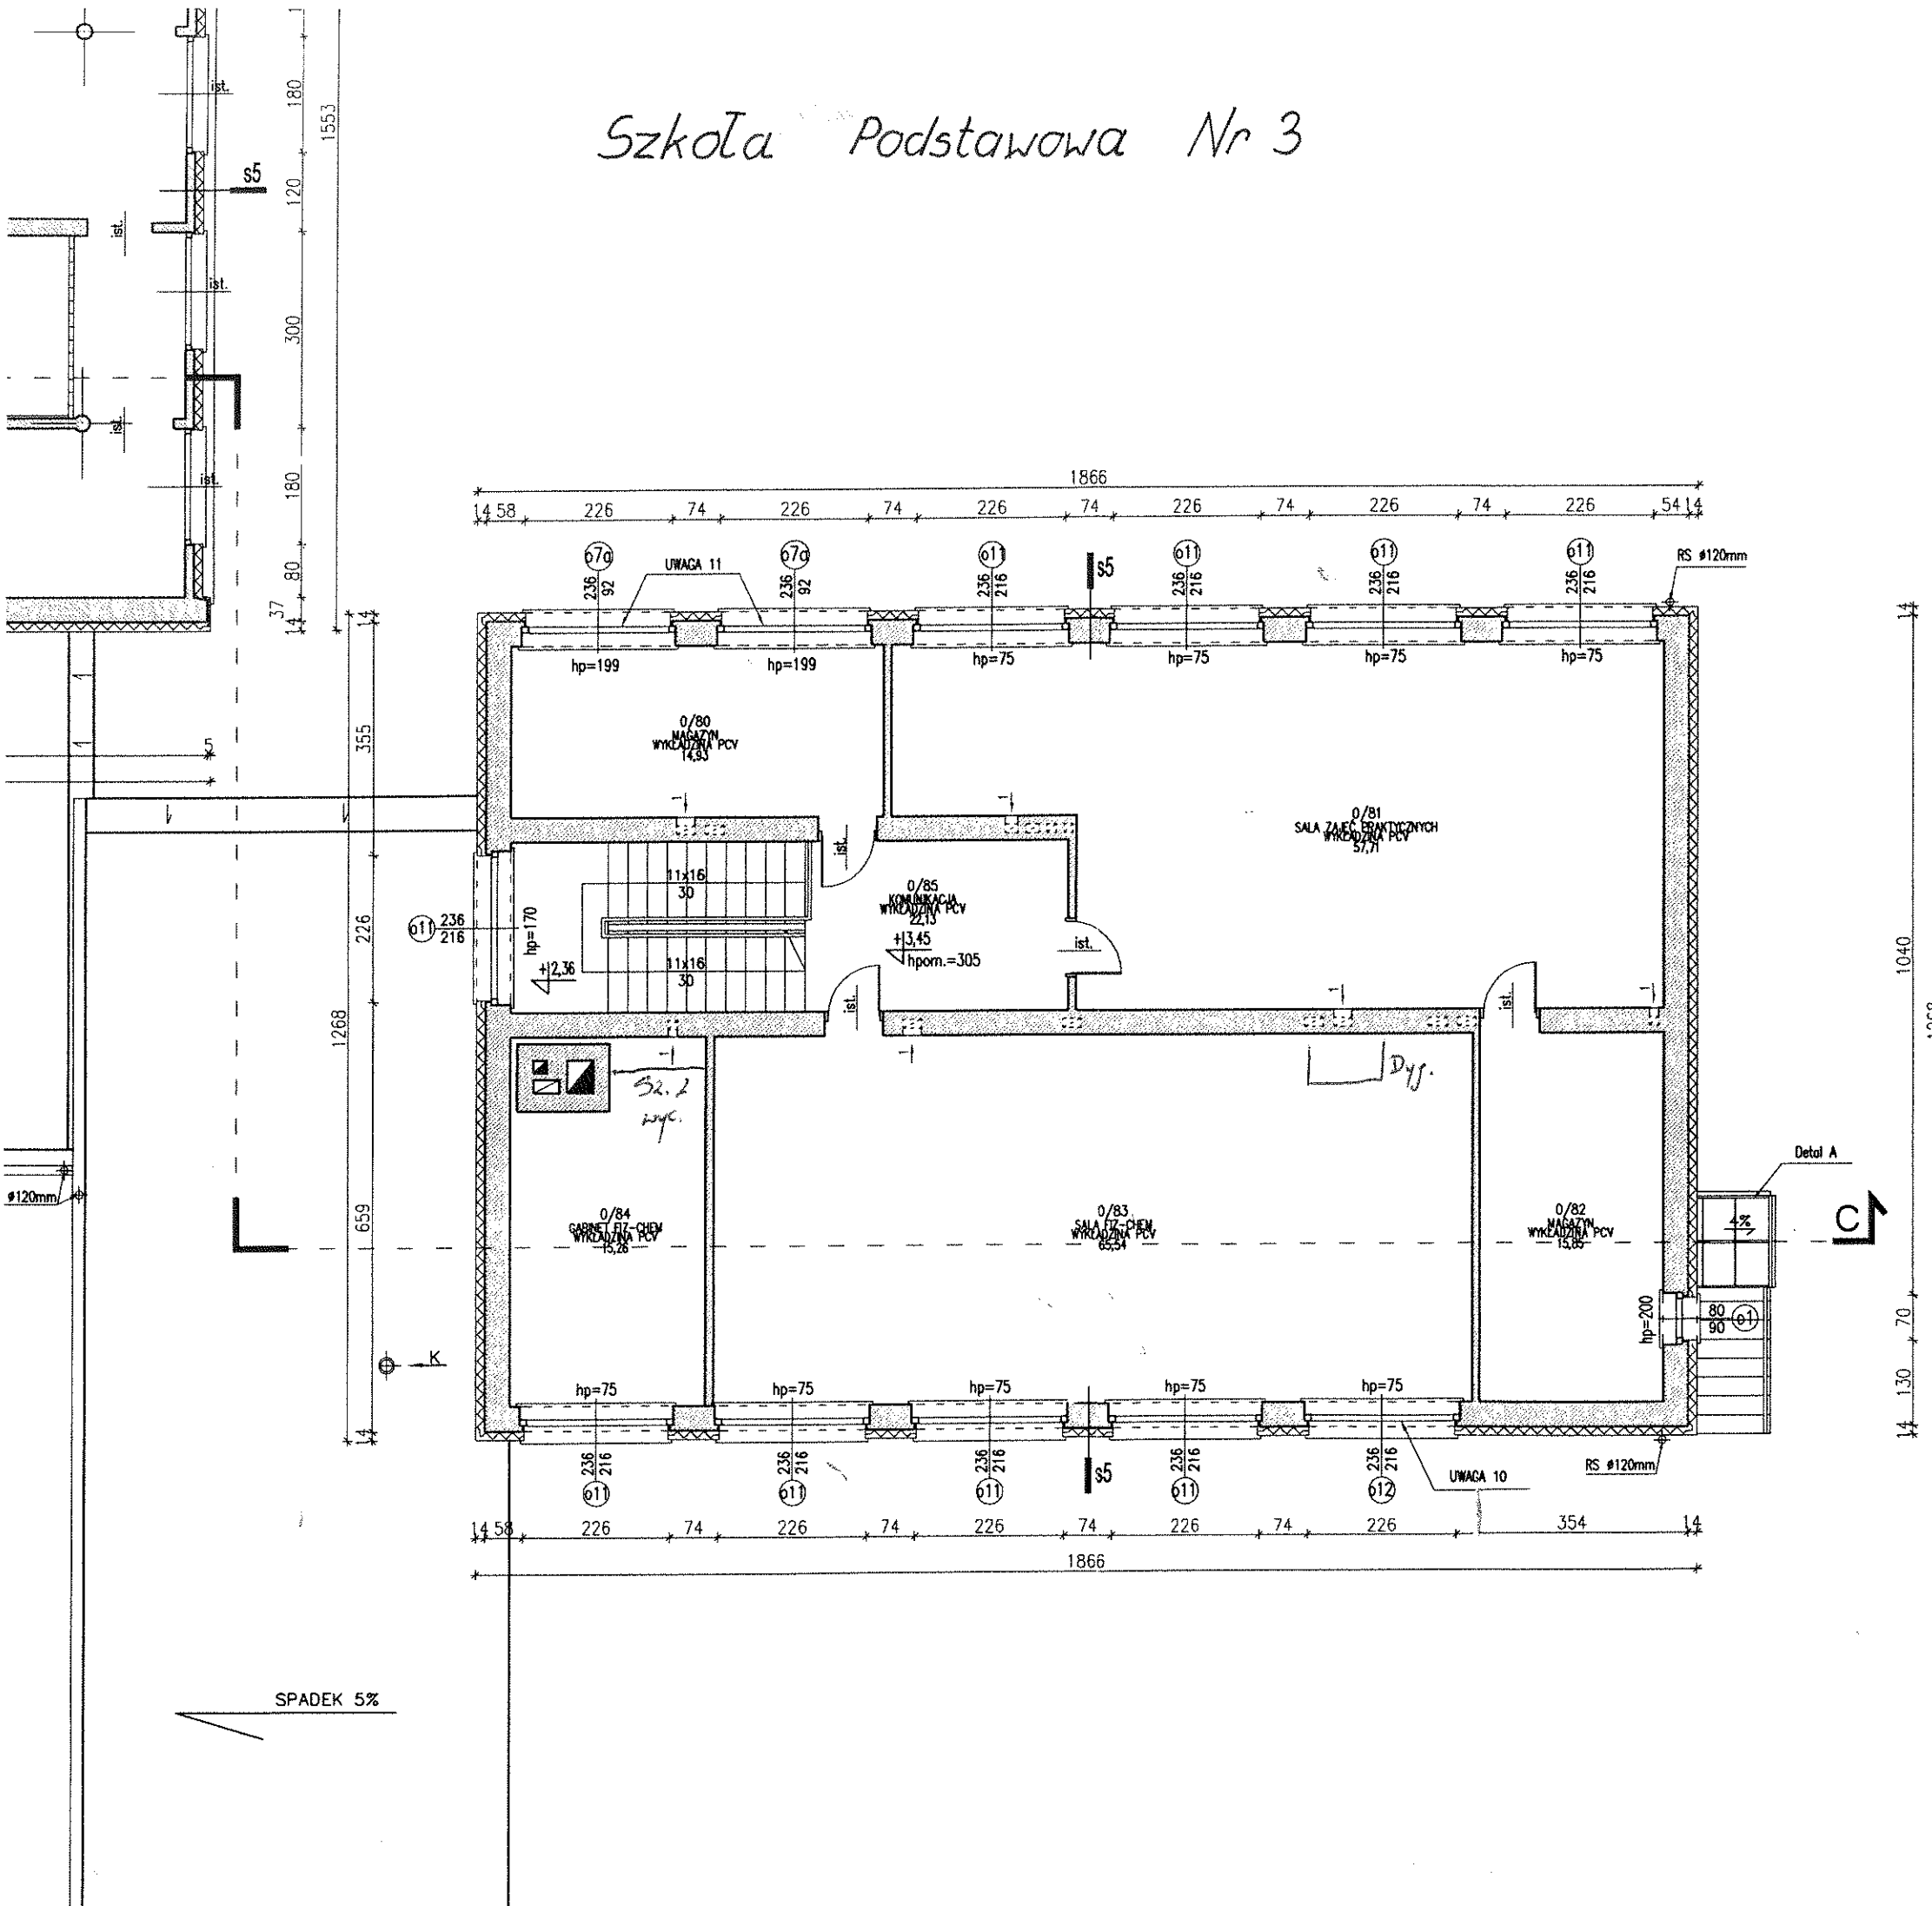 Szkoła Podstawowa Nr 3
ist.
180
1553
s5
120
ist.
ist.
300
ist.
ist.
180
80
37
14
1866
14 58 226 74 226 74 226 74 226 74 226 74 226 54 14
o7a
o7a
o11
o11
o11
o11
236
92
236
92
236
216
236
216
236
216
236
216
UWAGA 11
s5
RS ø120mm
hp=199
hp=199
hp=75
hp=75
hp=75
hp=75
14
355
226
659
14
1268
5
0/80
MAGAZYN
WYKŁADZINA PCV
14,93
1
1
0/81
SALA ZAJĘĆ PRAKTYCZNYCH
WYKŁADZINA PCV
57,71
ist.
11x16
30
0/85
KOMUNIKACJA
WYKŁADZINA PCV
22,13
o11
236
216
hp=170
+3,45
hpom.=305
ist.
+2,36
11x16
30
ist.
1
ist.
1
1
1
Dyg.
0/84
GABINET FIZ-CHEM
WYKŁADZINA PCV
15,26
0/83
SALA FIZ-CHEM
WYKŁADZINA PCV
65,54
0/82
MAGAZYN
WYKŁADZINA PCV
15,85
Detal A
4%
C
hp=200
80
90
o1
14
1040
70
130
14
ø120mm
K
hp=75
hp=75
hp=75
hp=75
hp=75
236
216
236
216
236
216
236
216
236
216
o11
o11
o11
o11
o12
s5
UWAGA 10
RS ø120mm
14 58 226 74 226 74 226 74 226 74 226 354 14
1866
SPADEK 5%